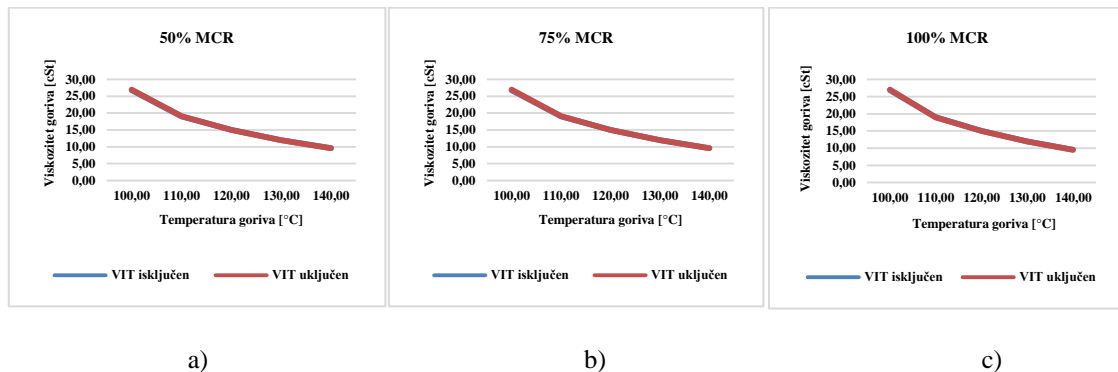 50% MCR
Viskozitet goriva [cSt]
30,00
25,00
20,00
15,00
10,00
5,00
0,00
100,00 110,00 120,00 130,00 140,00
Temperatura goriva [°C]
VIT isključen VIT uključen
75% MCR
Viskozitet goriva [cSt]
30,00
25,00
20,00
15,00
10,00
5,00
0,00
100,00 110,00 120,00 130,00 140,00
Temperatura goriva [°C]
VIT isključen VIT uključen
100% MCR
Viskozitet goriva [cSt]
30,00
25,00
20,00
15,00
10,00
5,00
0,00
100,00 110,00 120,00 130,00 140,00
Temperatura goriva [°C]
VIT isključen VIT uključen
a) b) c)